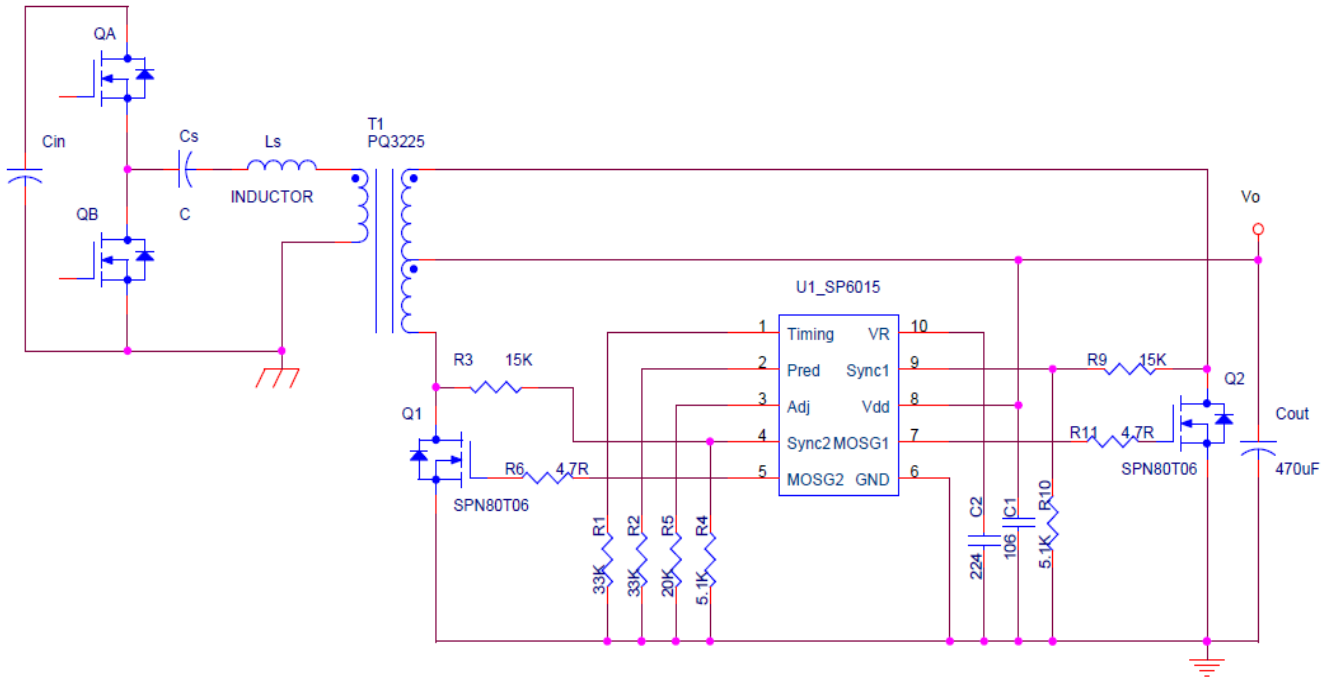 QA
Cin
Cs
C
Ls
INDUCTOR
QB
T1
PQ3225
Vo
U1_SP6015
1 Timing VR 10
2 Pred Sync1 9
3 Adj Vdd 8
4 Sync2 MOSG1 7
5 MOSG2 GND 6
R3 15K
Q1
R6 4.7R
SPN80T06
R9 15K
Q2
R11 4.7R
SPN80T06
Cout
470uF
R1
33K
R2
33K
R5
20K
R4
5.1K
C2
224
C1
106
R10
5.1K